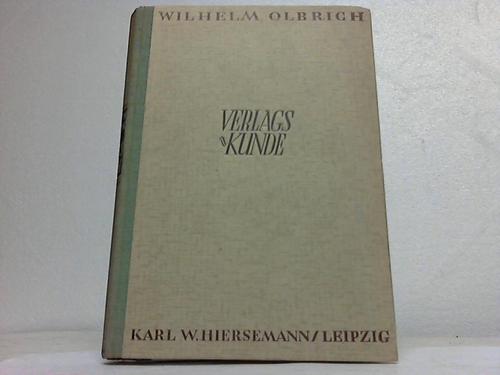 WILHELM OLBRICH
VERLAGS
KUNDE
KARL W. HIERSEMANN/LEIPZIG